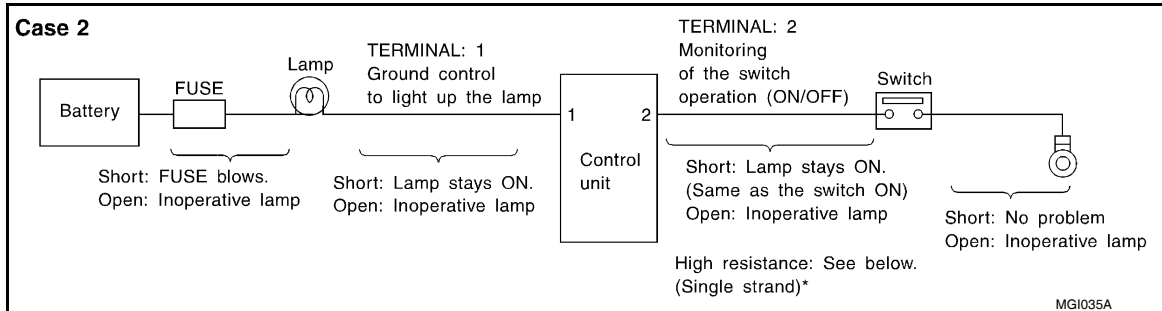 Case 2
Battery
FUSE
Lamp
TERMINAL: 1
Ground control
to light up the lamp
1
2
Control
unit
TERMINAL: 2
Monitoring
of the switch
operation (ON/OFF)
Switch
Short: FUSE blows.
Open: Inoperative lamp
Short: Lamp stays ON.
Open: Inoperative lamp
Short: Lamp stays ON.
(Same as the switch ON)
Open: Inoperative lamp
High resistance: See below.
(Single strand)*
Short: No problem
Open: Inoperative lamp
MGI035A